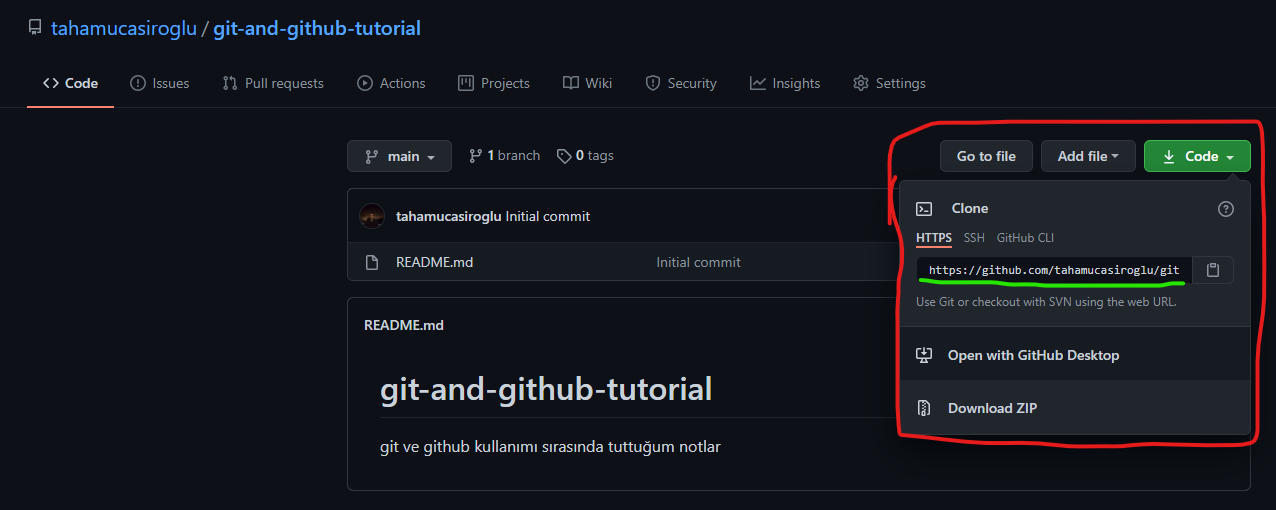 tahamucasiroglu / git-and-github-tutorial
Code Issues Pull requests Actions Projects Wiki Security Insights Settings
main 1 branch 0 tags Go to file Add file Code
tahamucasiroglu Initial commit
README.md Initial commit
README.md
git-and-github-tutorial
git ve github kullanımı sırasında tuttuğum notlar
Clone
HTTPS SSH GitHub CLI
https://github.com/tahamucasiroglu/git
Use Git or checkout with SVN using the web URL.
Open with GitHub Desktop
Download ZIP